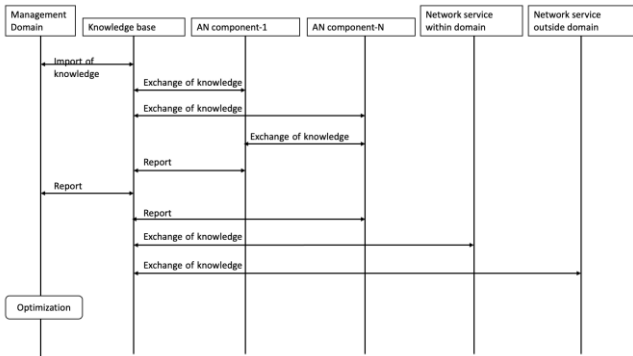 Management
Domain
Knowledge base
AN component-1
AN component-N
Network service
within domain
Network service
outside domain
Import of
knowledge
Exchange of knowledge
Exchange of knowledge
Exchange of knowledge
Report
Report
Report
Exchange of knowledge
Exchange of knowledge
Optimization